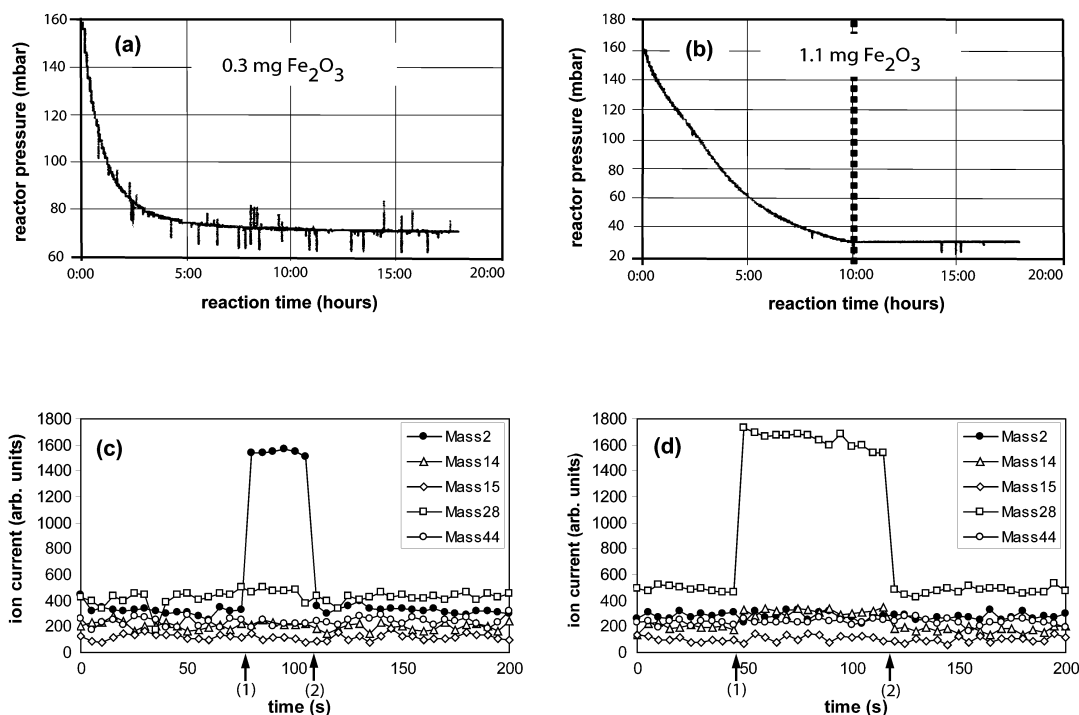 (a)
0.3 mg Fe2O3
reactor pressure (mbar)
160
140
120
100
80
60
0:00
5:00
10:00
15:00
20:00
reaction time (hours)
(b)
1.1 mg Fe2O3
reactor pressure (mbar)
180
160
140
120
100
80
60
40
20
0:00
5:00
10:00
15:00
20:00
reaction time (hours)
(c)
ion current (arb. units)
1800
1600
1400
1200
1000
800
600
400
200
0
Mass2
Mass14
Mass15
Mass28
Mass44
0
50
100
150
200
(1)
(2)
time (s)
(d)
ion current (arb. units)
1800
1600
1400
1200
1000
800
600
400
200
0
Mass2
Mass14
Mass15
Mass28
Mass44
0
50
100
150
200
(1)
(2)
time (s)